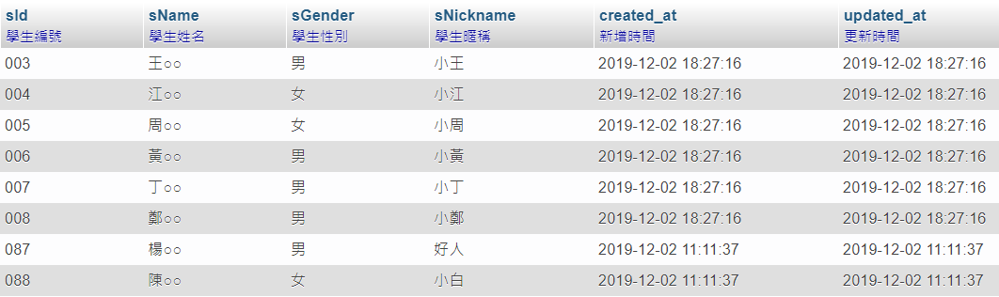 sId sName sGender sNickname created_at updated_at
學生編號 學生姓名 學生性別 學生暱稱 新增時間 更新時間
003 王○○ 男 小王 2019-12-02 18:27:16 2019-12-02 18:27:16
004 江○○ 女 小江 2019-12-02 18:27:16 2019-12-02 18:27:16
005 周○○ 女 小周 2019-12-02 18:27:16 2019-12-02 18:27:16
006 黃○○ 男 小黃 2019-12-02 18:27:16 2019-12-02 18:27:16
007 丁○○ 男 小丁 2019-12-02 18:27:16 2019-12-02 18:27:16
008 鄭○○ 男 小鄭 2019-12-02 18:27:16 2019-12-02 18:27:16
087 楊○○ 男 好人 2019-12-02 11:11:37 2019-12-02 11:11:37
088 陳○○ 女 小白 2019-12-02 11:11:37 2019-12-02 11:11:37